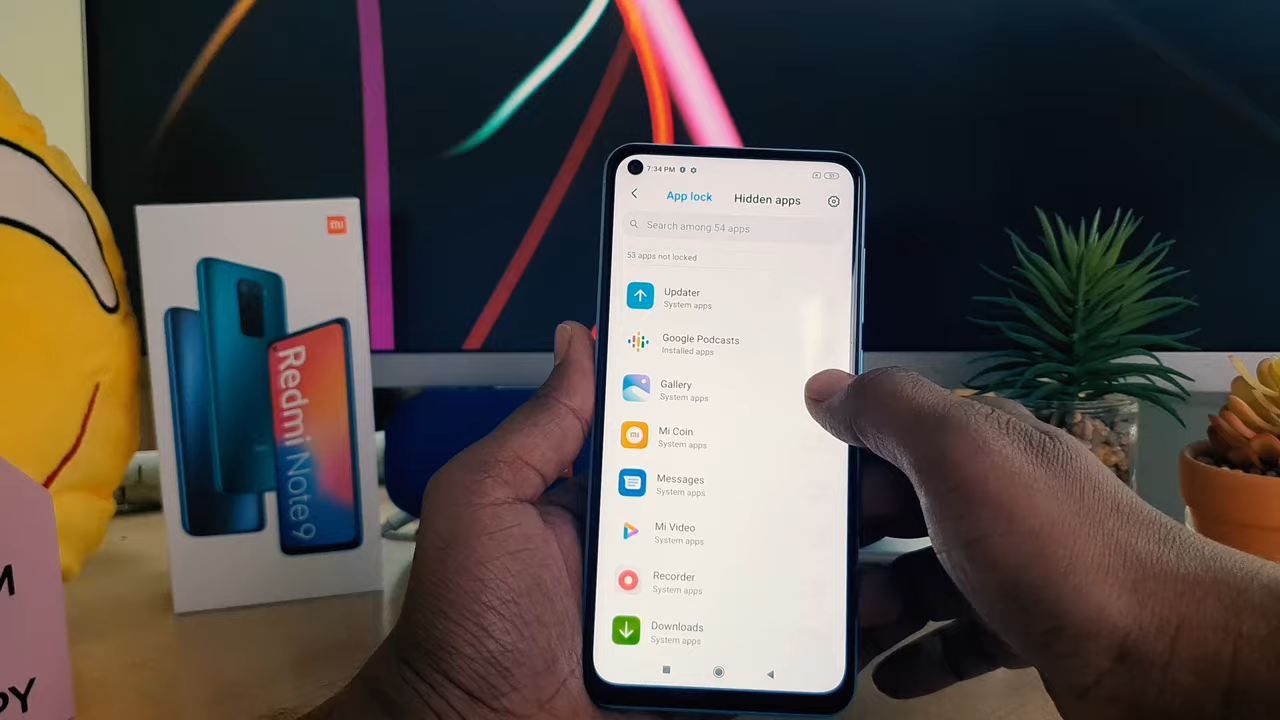 mi
Redmi Note 9
7:34 PM
App lock
Hidden apps
Search among 54 apps
53 apps not locked
Updater
System apps
Google Podcasts
Installed apps
Gallery
System apps
mi
Mi Coin
System apps
Messages
System apps
Mi Video
System apps
Recorder
System apps
Downloads
System apps